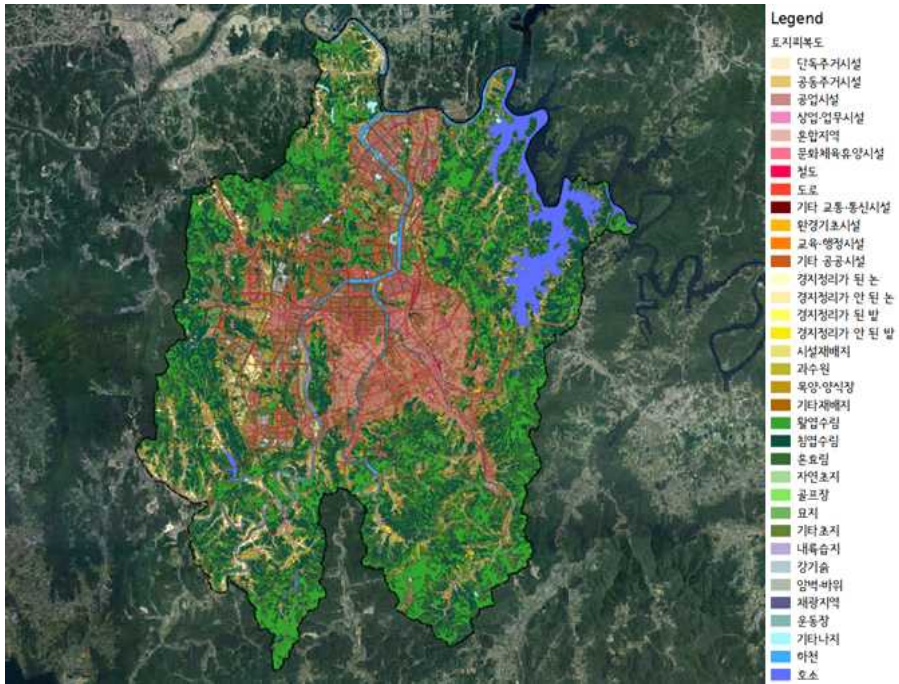 Legend
토지피복도
단독주거시설
공동주거시설
공업시설
상업·업무시설
혼합지역
문화체육휴양시설
철도
도로
기타 교통·통신시설
환경기초시설
교육·행정시설
기타 공공시설
경지정리가 된 논
경지정리가 안 된 논
경지정리가 된 밭
경지정리가 안 된 밭
시설재배지
과수원
목양·양식장
기타재배지
활엽수림
침엽수림
혼효림
자연초지
골프장
묘지
기타초지
내륙습지
강기슭
암벽·바위
채광지역
운동장
기타나지
하천
호소